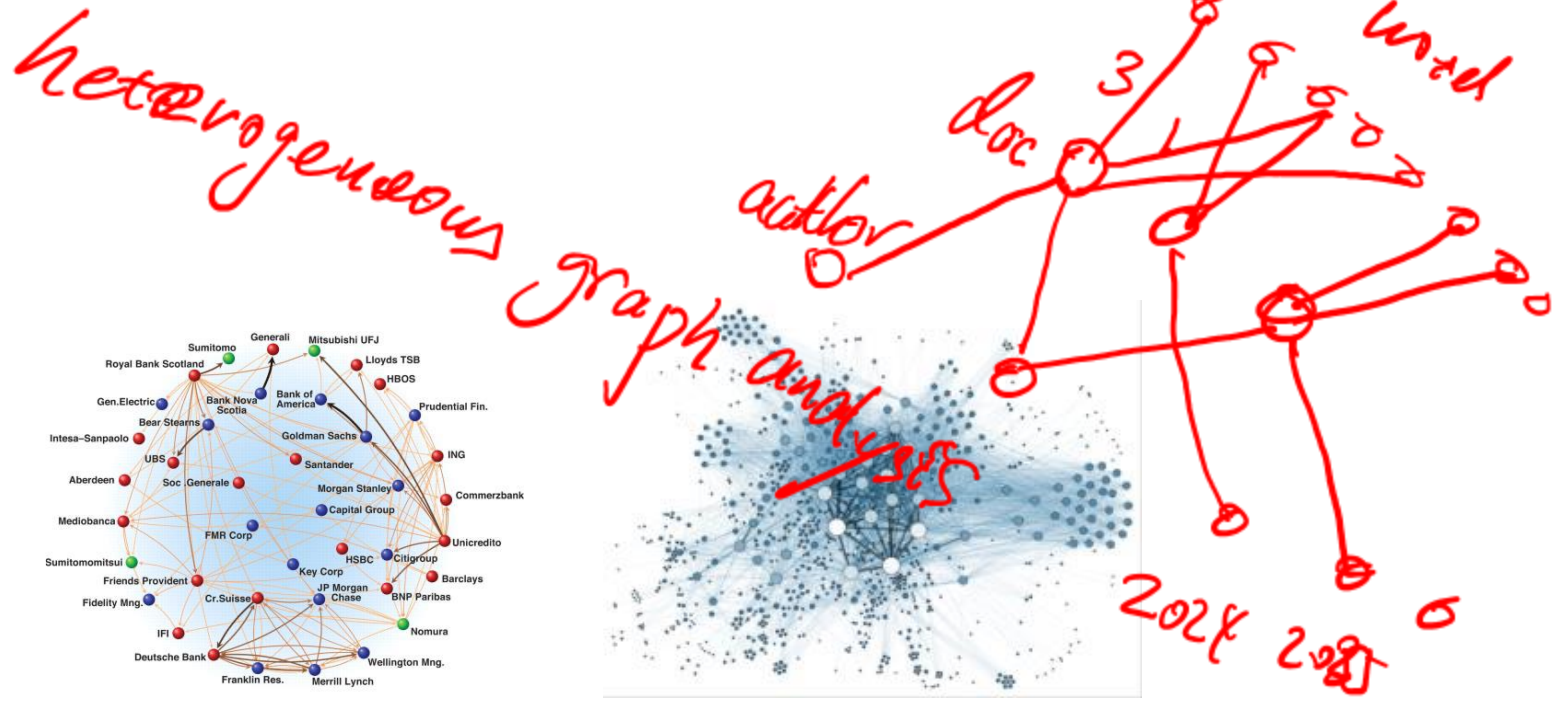 heterogeneous graph analysis
author
doc
3
1
2024
Generali
Mitsubishi UFJ
Sumitomo
Royal Bank Scotland
Lloyds TSB
HBOS
Gen.Electric
Bank Nova
Scotia
Bank of
America
Prudential Fin.
Bear Stearns
Goldman Sachs
Intesa–Sanpaolo
UBS
Santander
ING
Aberdeen
Soc .Generale
Morgan Stanley
Commerzbank
Capital Group
Mediobanca
FMR Corp
Unicredito
HSBC
Citigroup
Sumitomomitsui
Key Corp
Barclays
Friends Provident
JP Morgan
Chase
BNP Paribas
Fidelity Mng.
Cr.Suisse
IFI
Nomura
Deutsche Bank
Wellington Mng.
Franklin Res.
Merrill Lynch